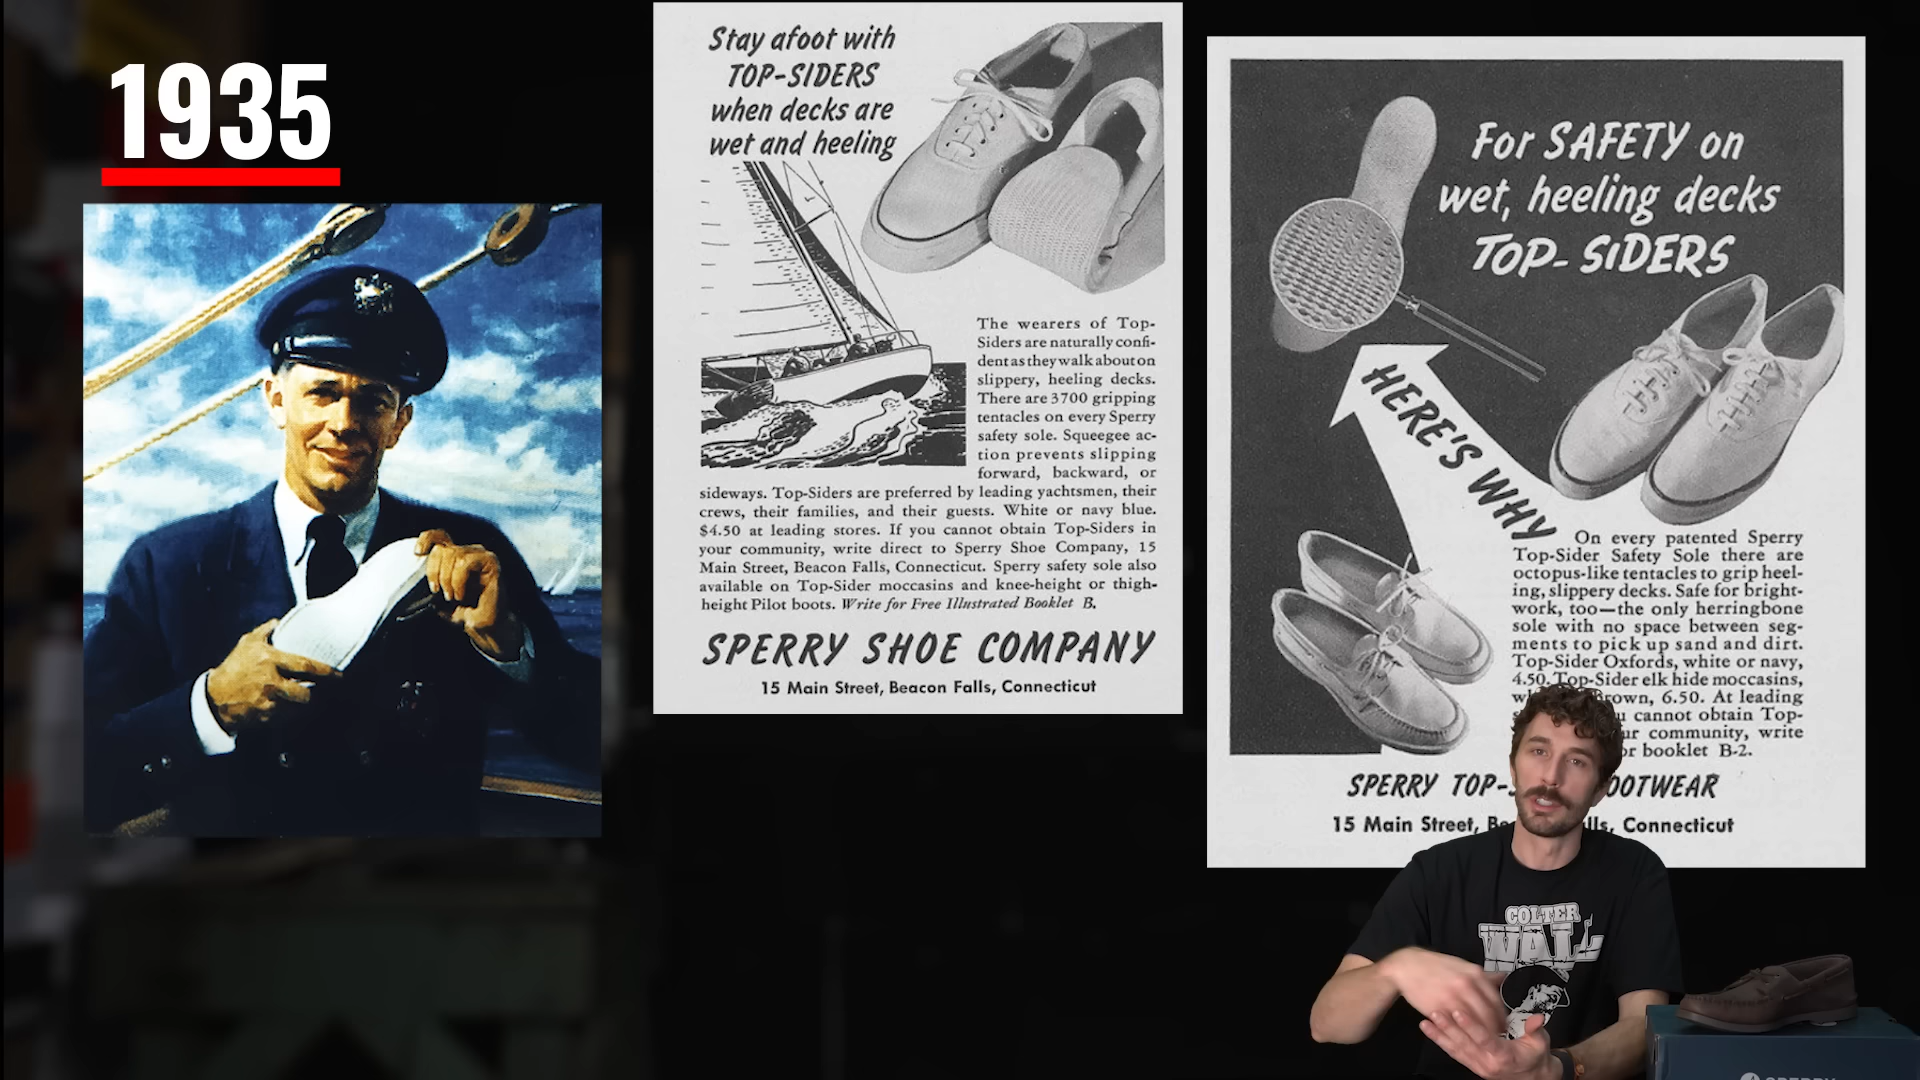 1935
Stay afoot with
TOP-SIDERS
when decks are
wet and heeling
The wearers of Top-
Siders are naturally confi-
dent as they walk about on
slippery, heeling decks.
There are 3700 gripping
tentacles on every Sperry
safety sole. Squeegee ac-
tion prevents slipping
forward, backward, or
sideways. Top-Siders are preferred by leading yachtsmen, their
crews, their families, and their guests. White or navy blue.
$4.50 at leading stores. If you cannot obtain Top-Siders in
your community, write direct to Sperry Shoe Company, 15
Main Street, Beacon Falls, Connecticut. Sperry safety sole also
available on Top-Sider moccasins and knee-height or thigh-
height Pilot boots. Write for Free Illustrated Booklet B.
SPERRY SHOE COMPANY
15 Main Street, Beacon Falls, Connecticut
For SAFETY on
wet, heeling decks
TOP-SIDERS
HERE'S WHY
On every patented Sperry
Top-Sider Safety Sole there are
octopus-like tentacles to grip heel-
ing, slippery decks. Safe for bright-
work, too—the only herringbone
sole with no space between seg-
ments to pick up sand and dirt.
Top-Sider Oxfords, white or navy,
4.50. Top-Sider elk hide moccasins,
6.50. At leading
cannot obtain Top-
community, write
booklet B-2.
SPERRY TOP-
15 Main Street, Connecticut
COLTER
WALL
SPERRY